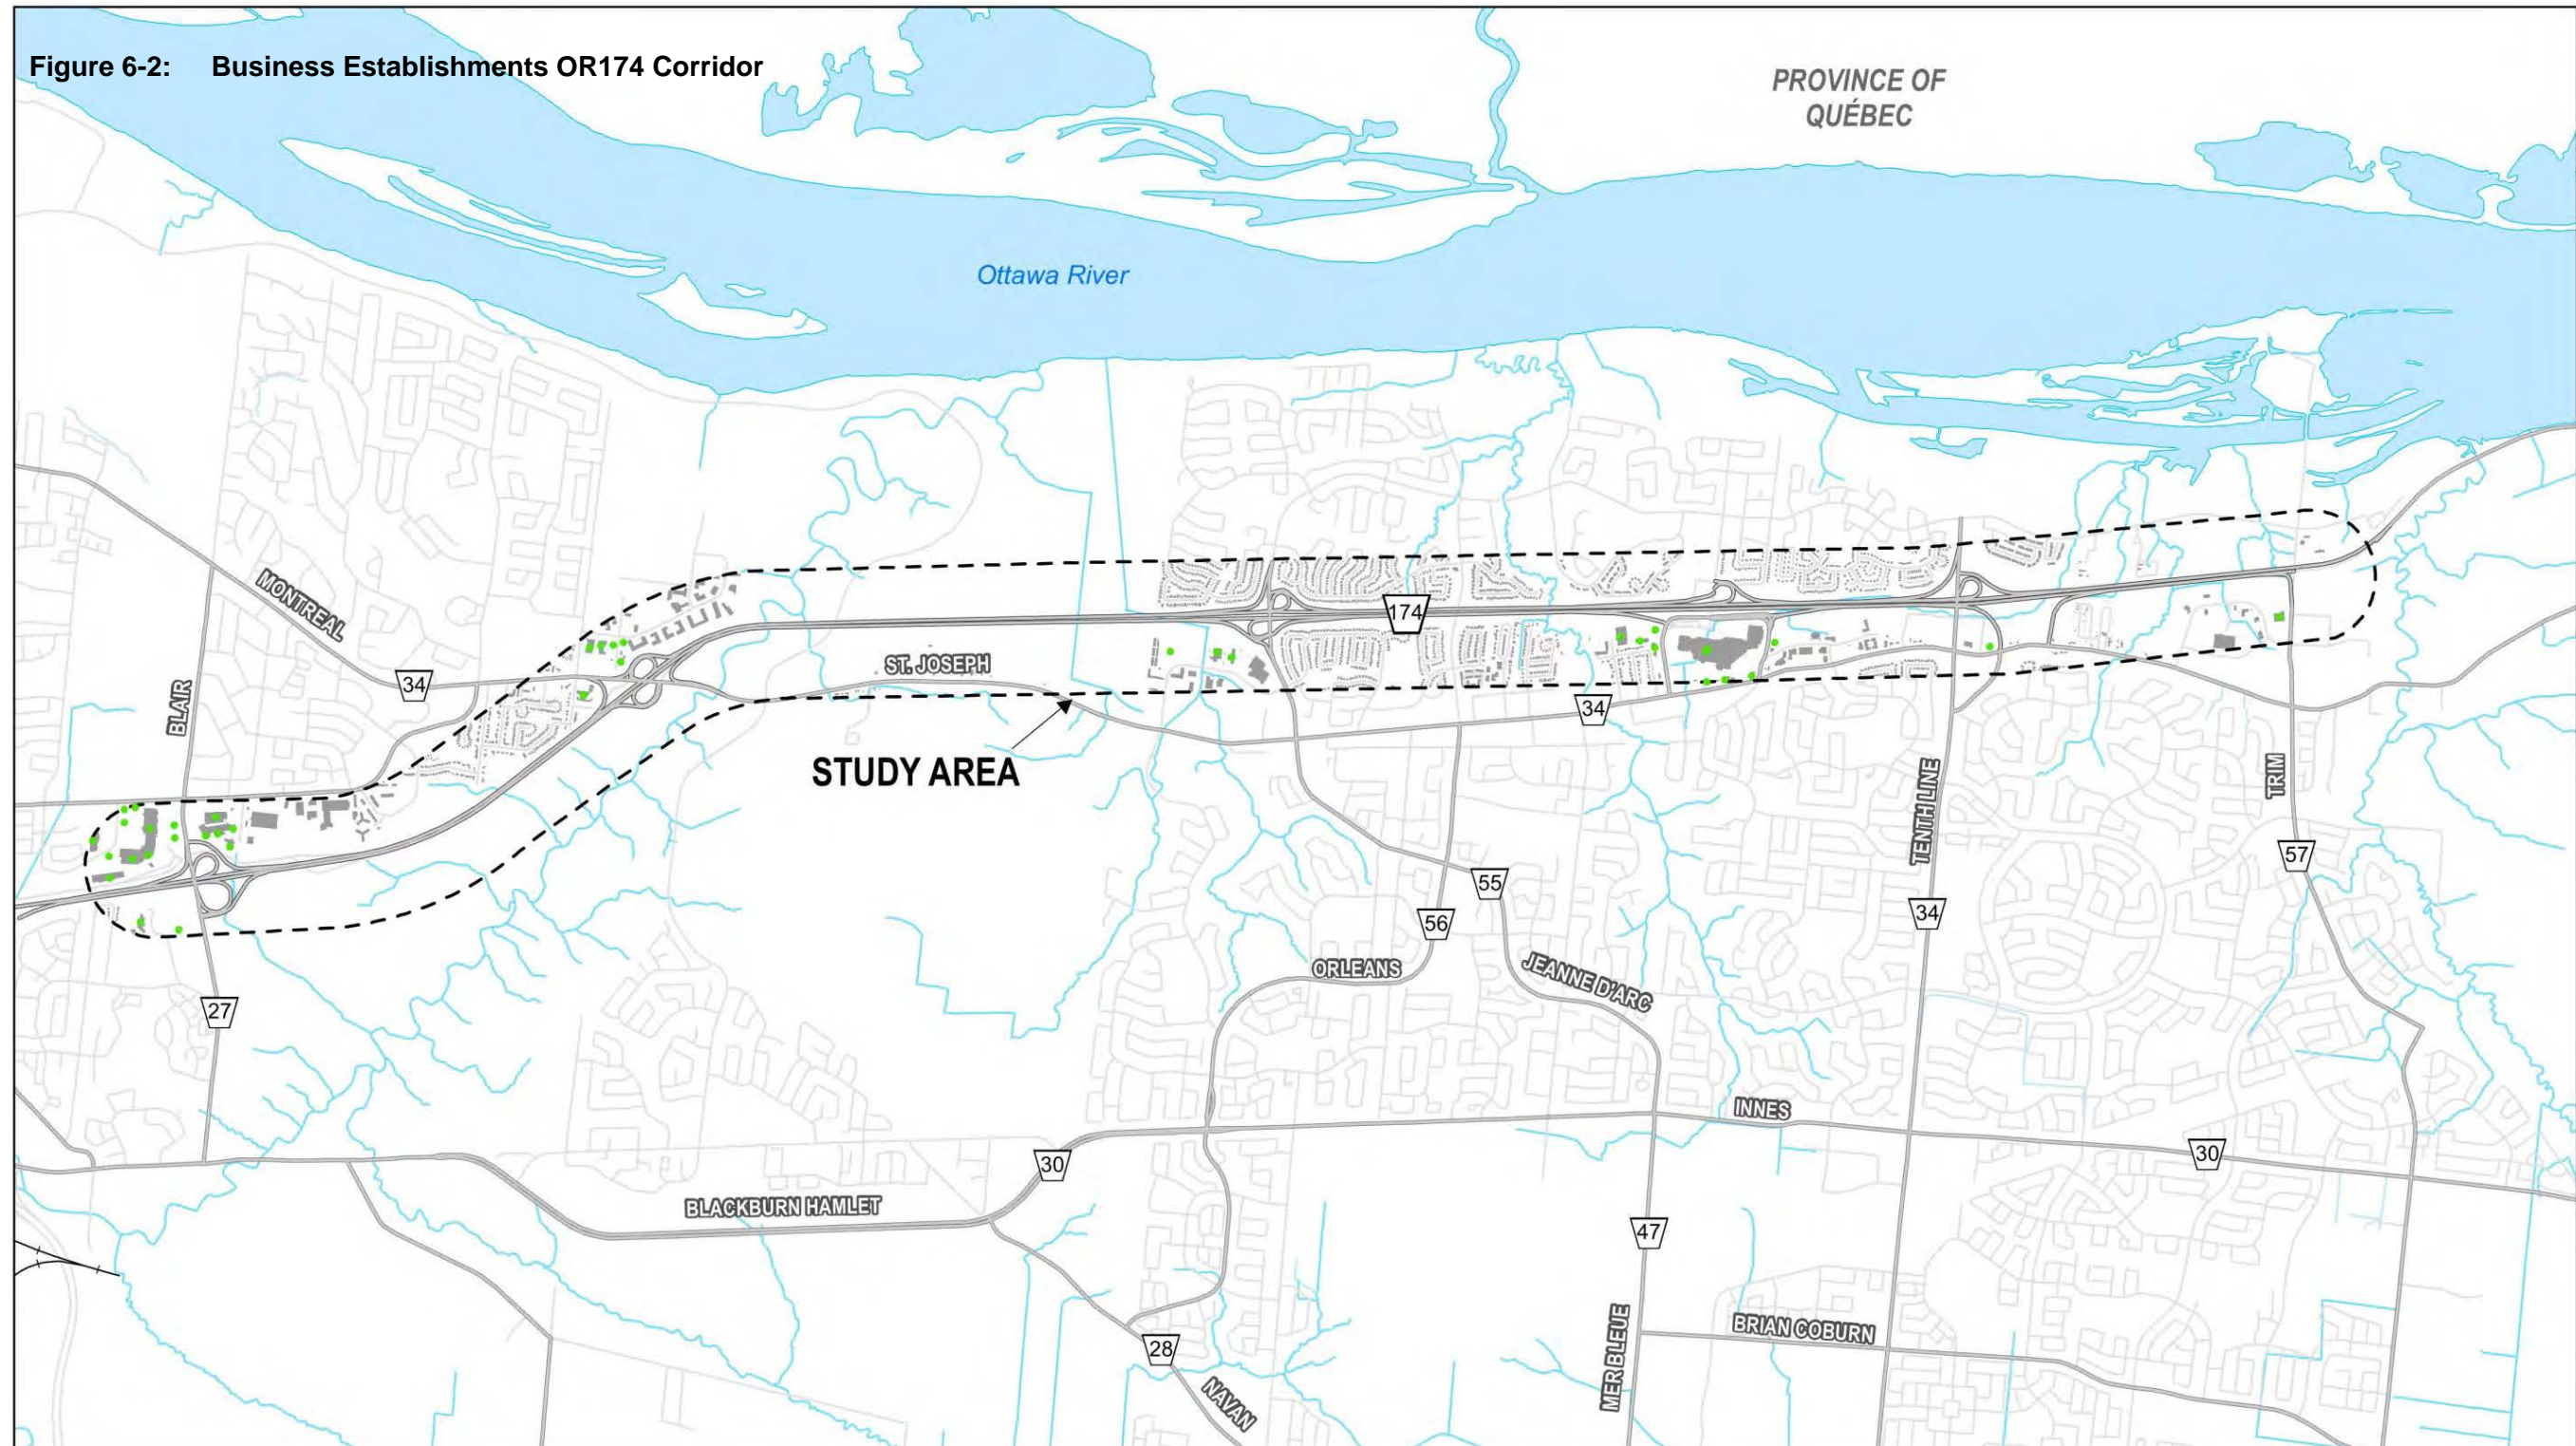 Figure 6-2: Business Establishments OR174 Corridor
PROVINCE OF
QUÉBEC
Ottawa River
MONTREAL
174
ST. JOSEPH
34
BLAIR
34
STUDY AREA
TENTH LINE
TRIM
57
55
34
56
ORLEANS
JEANNE D'ARC
27
INNES
30
30
BLACKBURN HAMLET
47
BRIAN COBURN
28
MER BLEUE
NAVAN